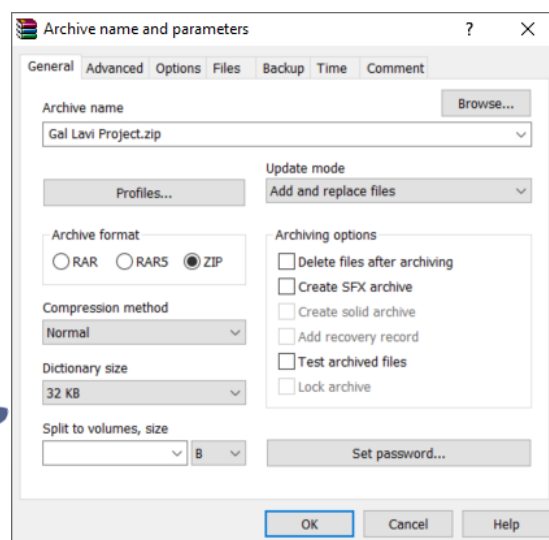 Archive name and parameters
General Advanced Options Files Backup Time Comment
Archive name
Browse...
Gal Lavi Project.zip
Update mode
Profiles...
Add and replace files
Archive format
RAR RAR5 ZIP
Archiving options
Delete files after archiving
Create SFX archive
Create solid archive
Add recovery record
Test archived files
Lock archive
Compression method
Normal
Dictionary size
32 KB
Split to volumes, size
B
Set password...
OK Cancel Help